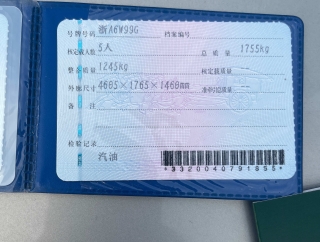 号牌号码 浙A6W99G 档案编号
核定载人数 5人 总质量 1755kg
整备质量 1245kg 核定载质量
外廓尺寸 4605×1765×1460mm 准牵引总质量
备注
检验记录
汽油
*3320040791855*